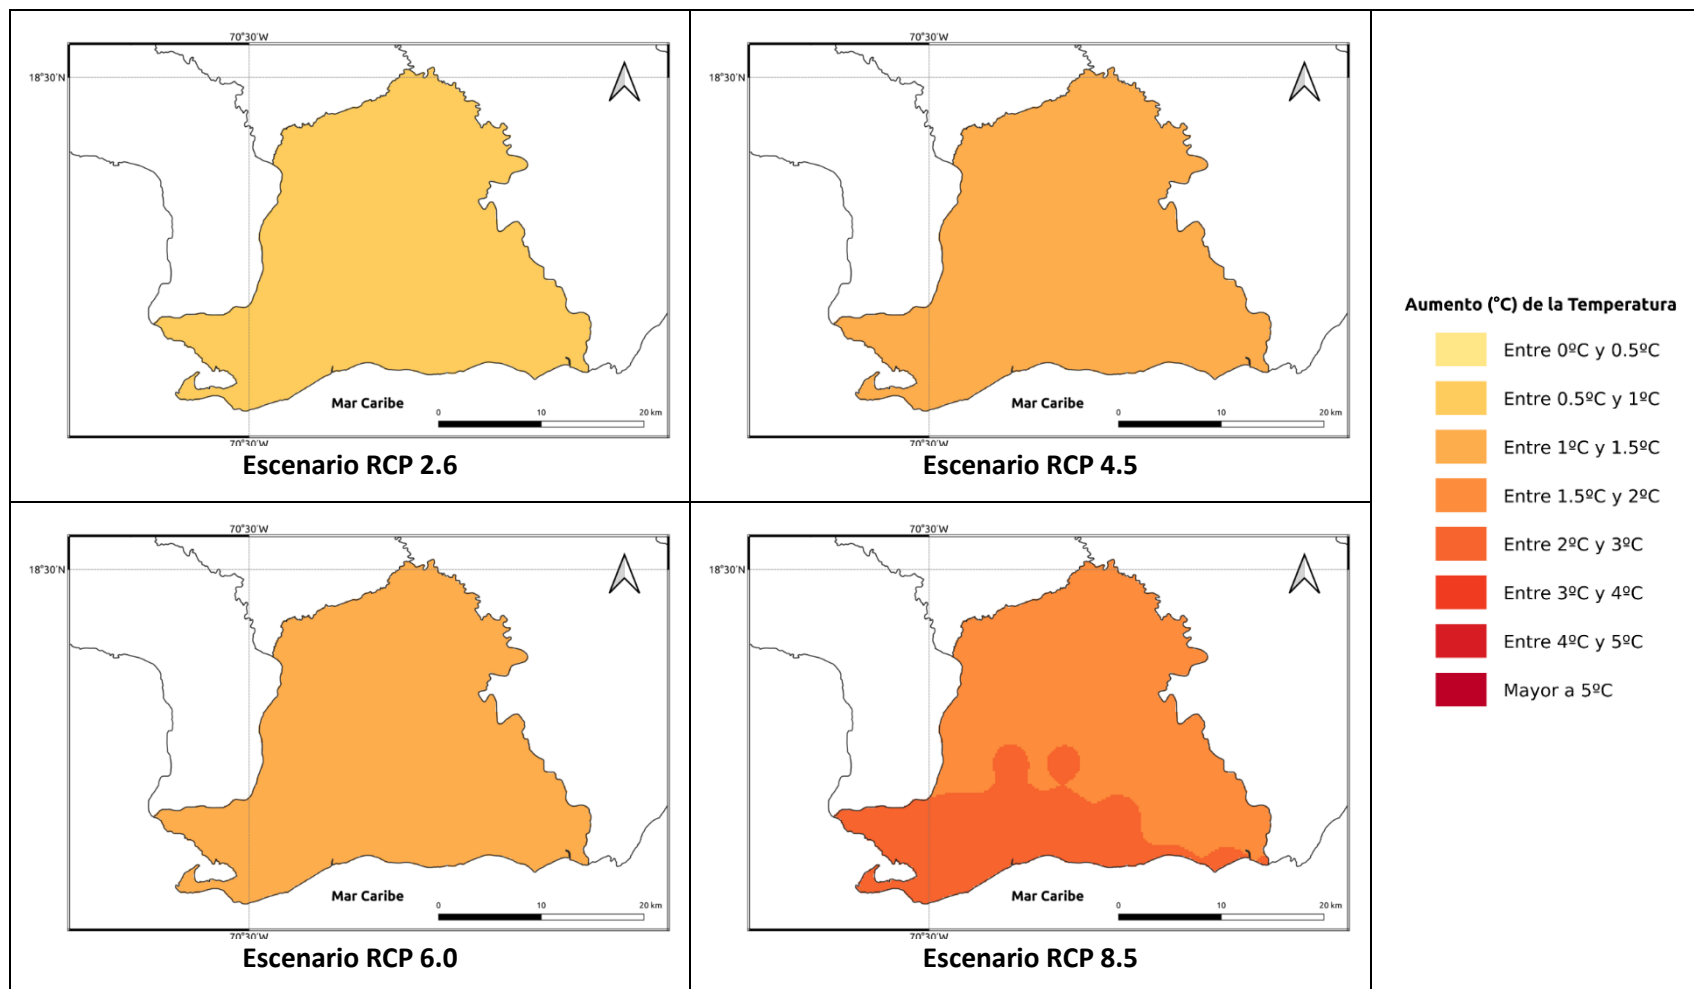 70°30'W
18°30'N
Mar Caribe
0 10 20 km
70°30'W
Escenario RCP 2.6
70°30'W
18°30'N
Mar Caribe
0 10 20 km
70°30'W
Escenario RCP 4.5
70°30'W
18°30'N
Mar Caribe
0 10 20 km
70°30'W
Escenario RCP 6.0
70°30'W
18°30'N
Mar Caribe
0 10 20 km
70°30'W
Escenario RCP 8.5
Aumento (°C) de la Temperatura
Entre 0ºC y 0.5ºC
Entre 0.5ºC y 1ºC
Entre 1ºC y 1.5ºC
Entre 1.5ºC y 2ºC
Entre 2ºC y 3ºC
Entre 3ºC y 4ºC
Entre 4ºC y 5ºC
Mayor a 5ºC